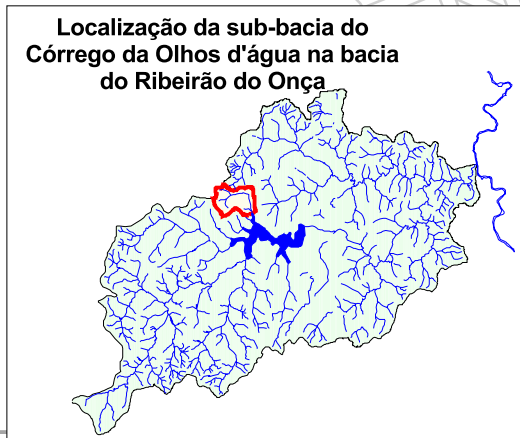 Localização da sub-bacia do
Córrego da Olhos d'água na bacia
do Ribeirão do Onça